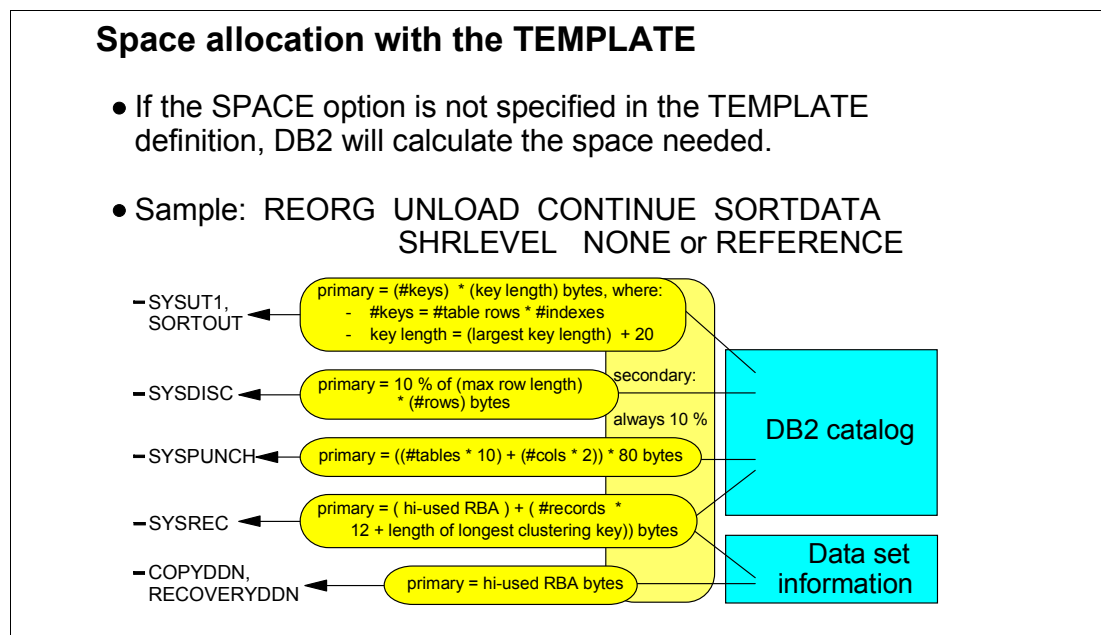 Space allocation with the TEMPLATE
● If the SPACE option is not specified in the TEMPLATE
definition, DB2 will calculate the space needed.
● Sample: REORG UNLOAD CONTINUE SORTDATA
SHRLEVEL NONE or REFERENCE
– SYSUT1,
SORTOUT
primary = (#keys) * (key length) bytes, where:
- #keys = #table rows * #indexes
- key length = (largest key length) + 20
– SYSDISC
primary = 10 % of (max row length)
* (#rows) bytes
secondary:
always 10 %
– SYSPUNCH
primary = ((#tables * 10) + (#cols * 2)) * 80 bytes
DB2 catalog
– SYSREC
primary = ( hi-used RBA ) + ( #records *
12 + length of longest clustering key)) bytes
– COPYDDN,
RECOVERYDDN
primary = hi-used RBA bytes
Data set
information